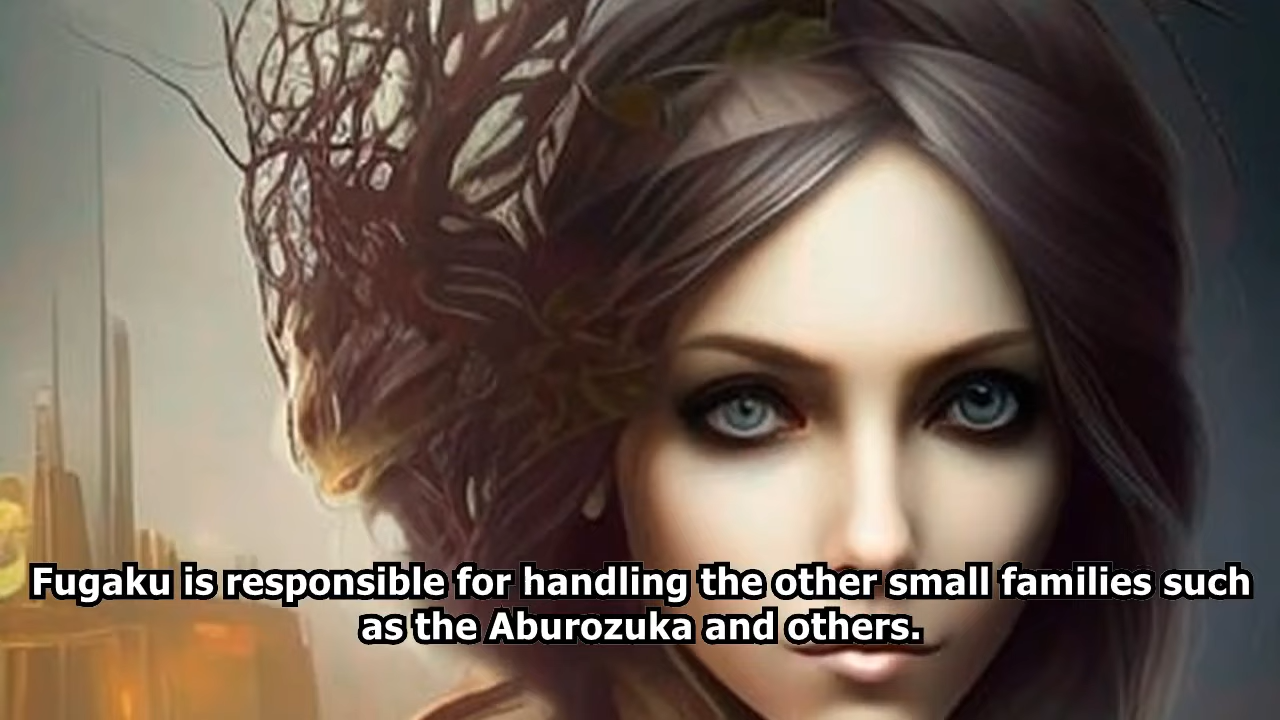 Fugaku is responsible for handling the other small families such
as the Aburozuka and others.